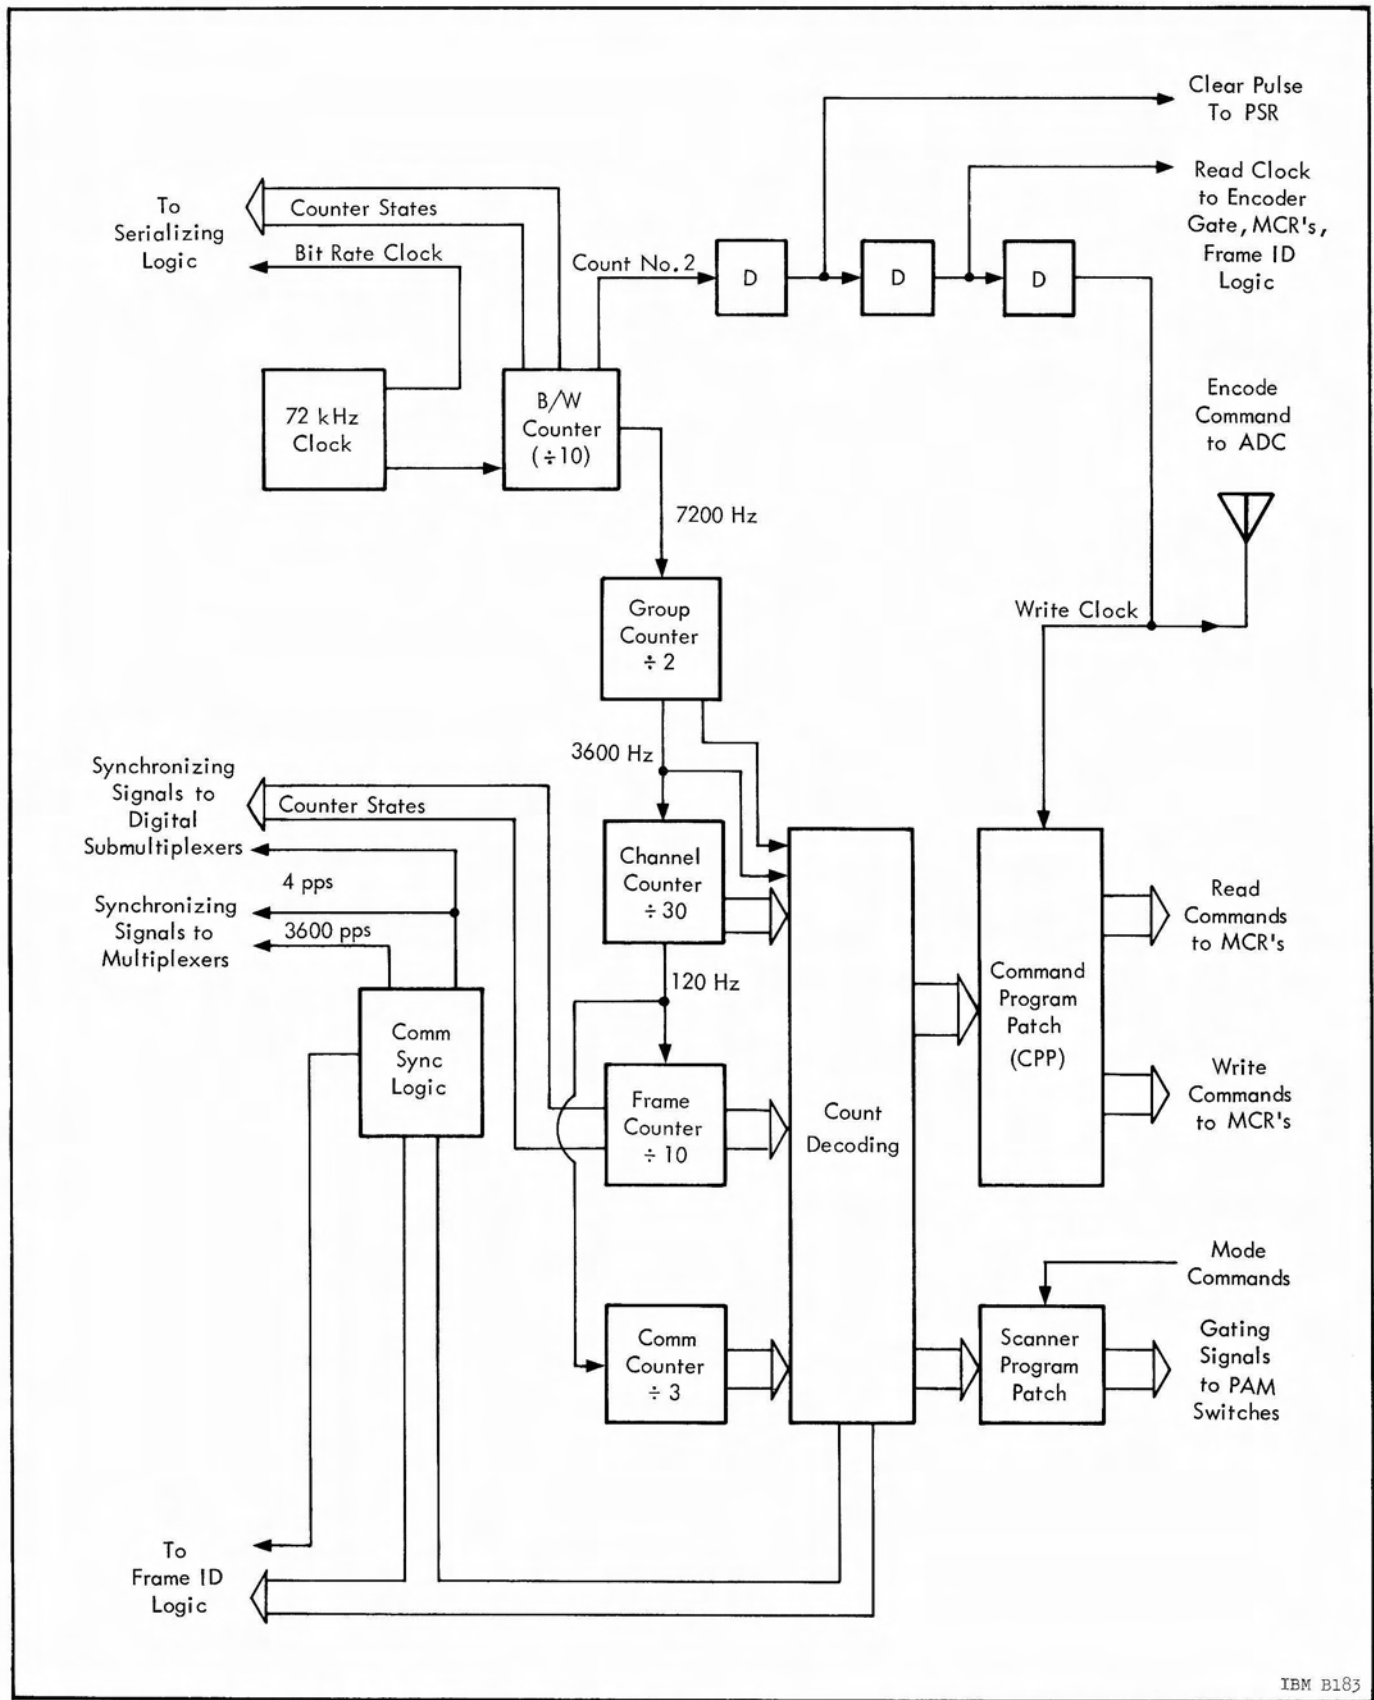 Clear Pulse
To PSR
Read Clock
to Encoder
Gate, MCR's,
Frame ID
Logic
To
Serializing
Logic
Counter States
Bit Rate Clock
Count No. 2
D
D
D
72 kHz
Clock
B/W
Counter
(÷10)
Encode
Command
to ADC
7200 Hz
Group
Counter
÷ 2
Write Clock
3600 Hz
Synchronizing
Signals to
Digital
Submultiplexers
Counter States
4 pps
Synchronizing
Signals to
Multiplexers
3600 pps
Channel
Counter
÷30
120 Hz
Comm
Sync
Logic
Frame
Counter
÷ 10
Count
Decoding
Command
Program
Patch
(CPP)
Read
Commands
to MCR's
Write
Commands
to MCR's
Mode
Commands
Comm
Counter
÷ 3
Scanner
Program
Patch
Gating
Signals
to PAM
Switches
To
Frame ID
Logic
IBM B183